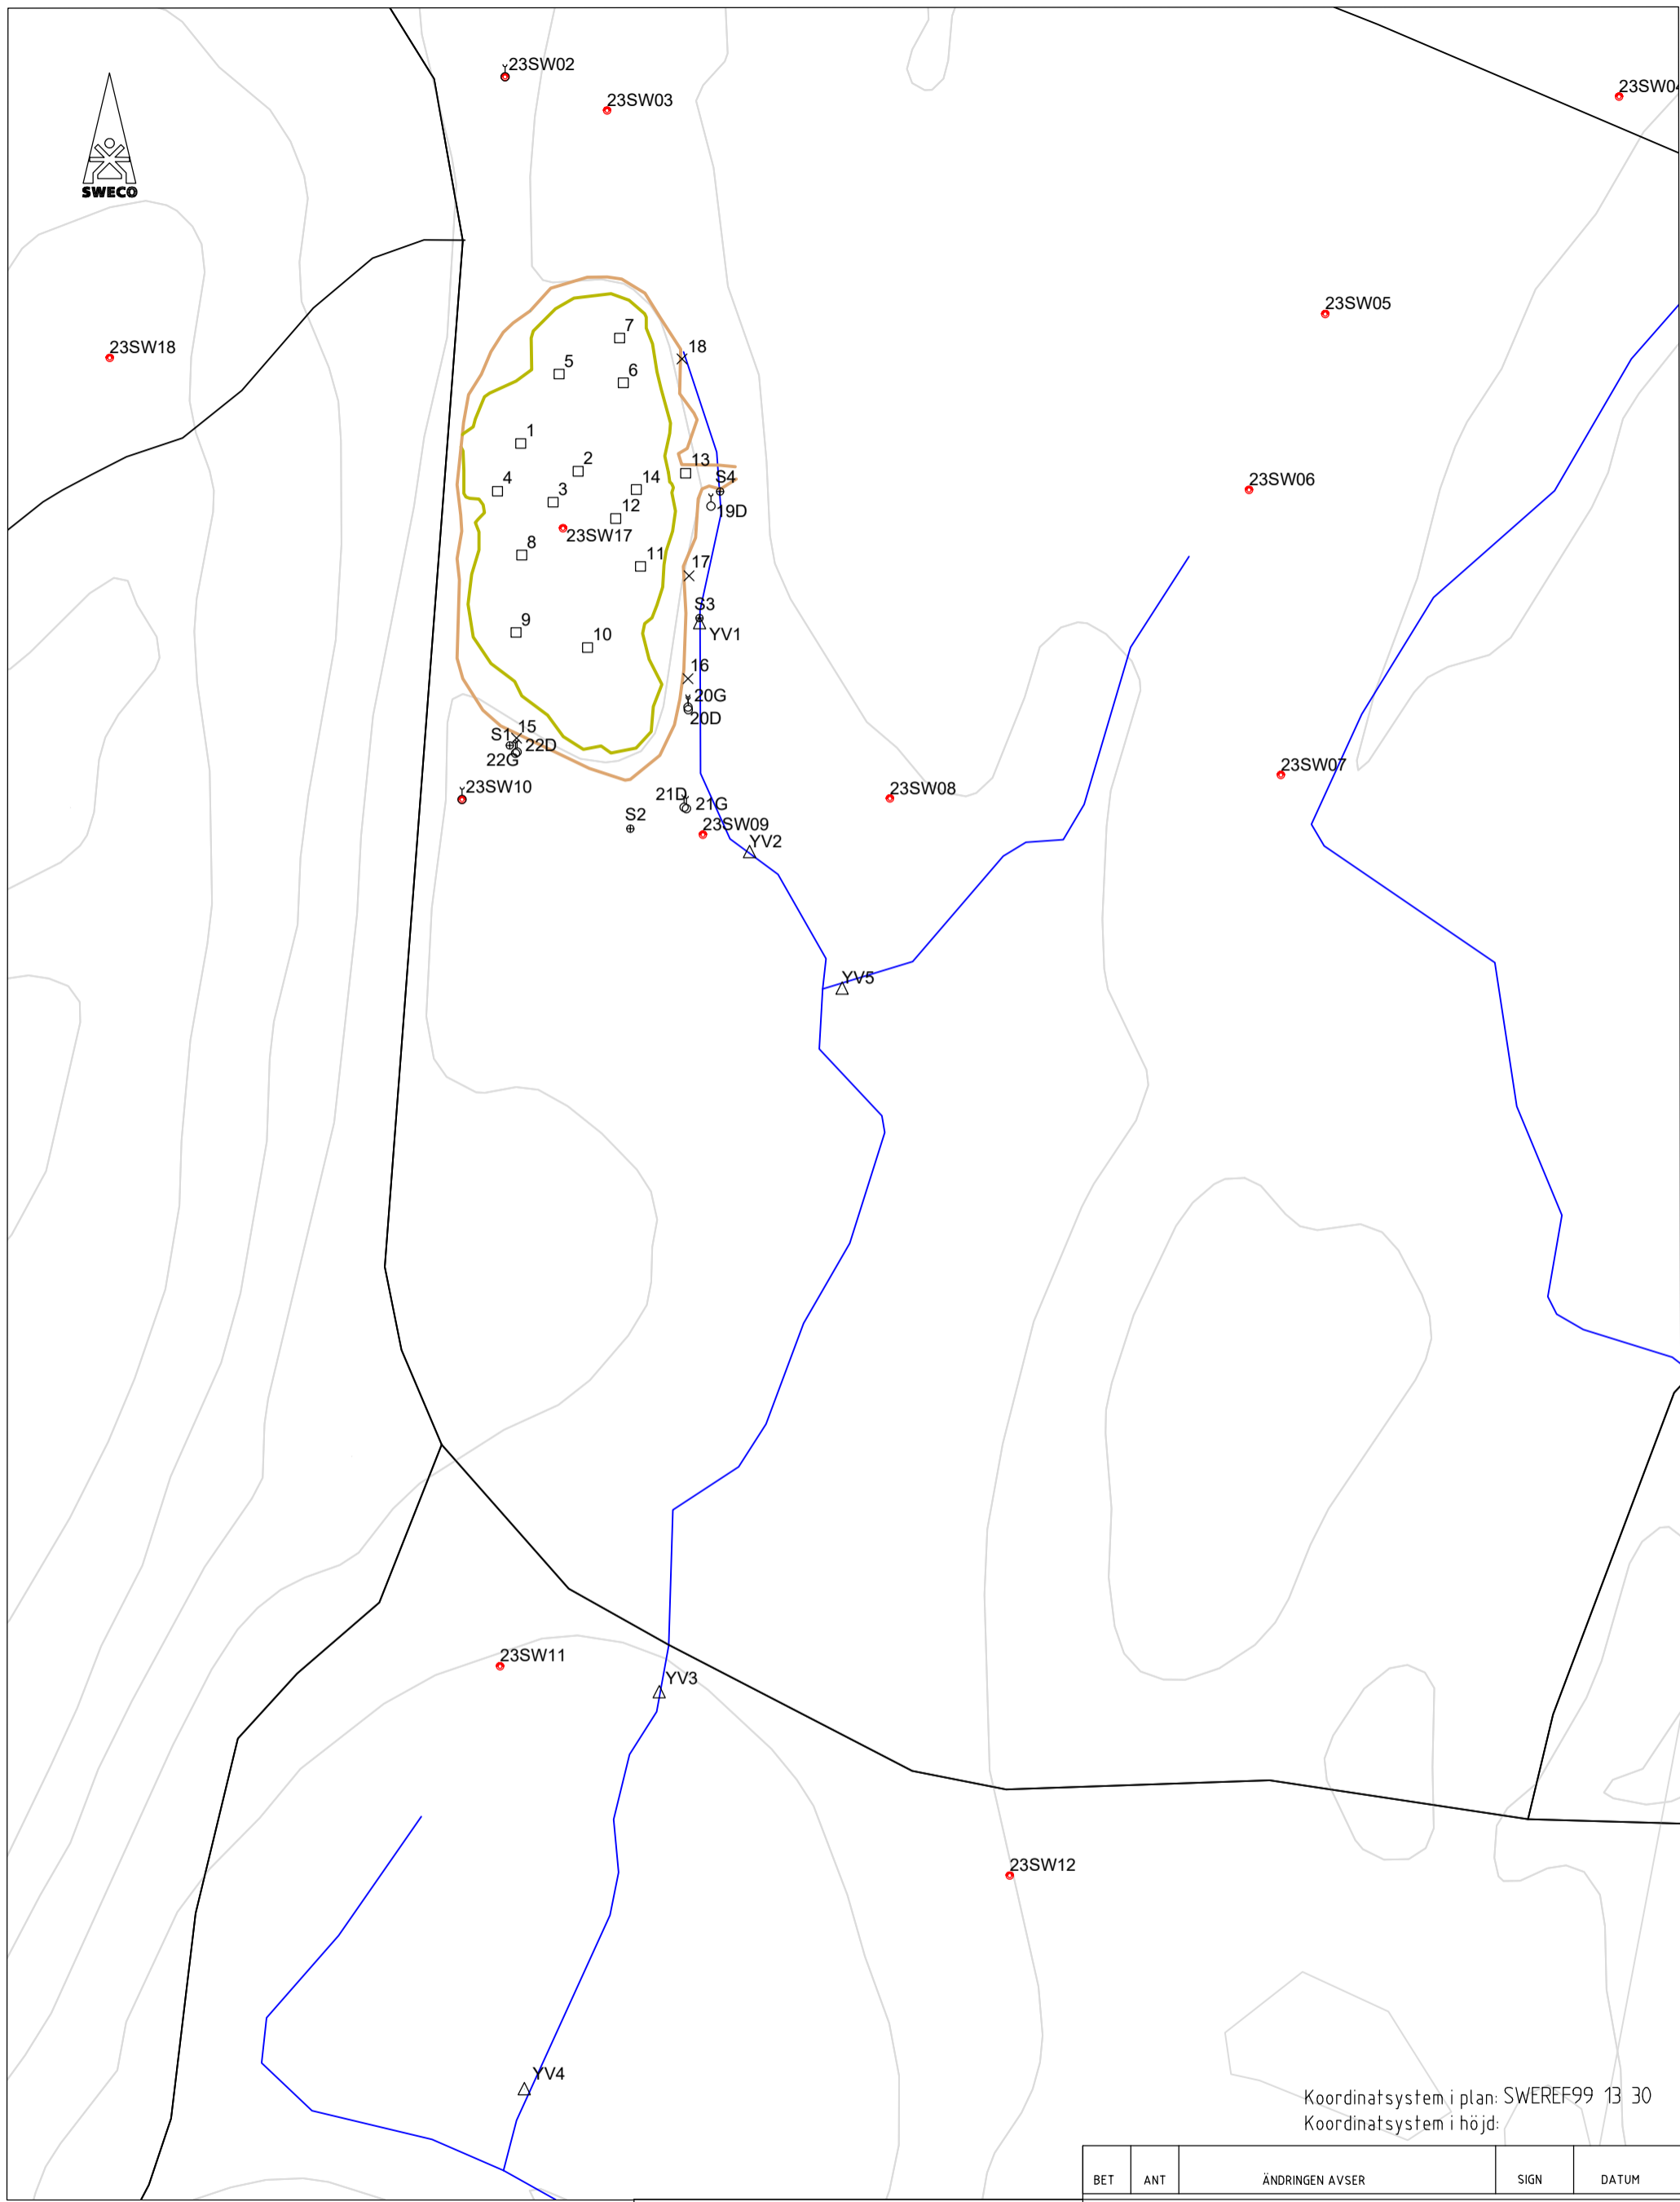 23SW02
23SW03
23SW04
SWECO
23SW05
23SW18
7
18
5
6
1
2
13
4
3
14
S4
23SW06
12
19D
23SW17
8
11
17
S3
9
YV1
10
16
20G
20D
15
S1
22D
22G
23SW07
23SW10
21D
21G
23SW08
S2
23SW09
YV2
YV5
23SW11
YV3
23SW12
YV4
Koordinatsystem i plan: SWEREF99 13 30
Koordinatsystem i höjd:
BET ANT ÄNDRINGEN AVSER SIGN DATUM